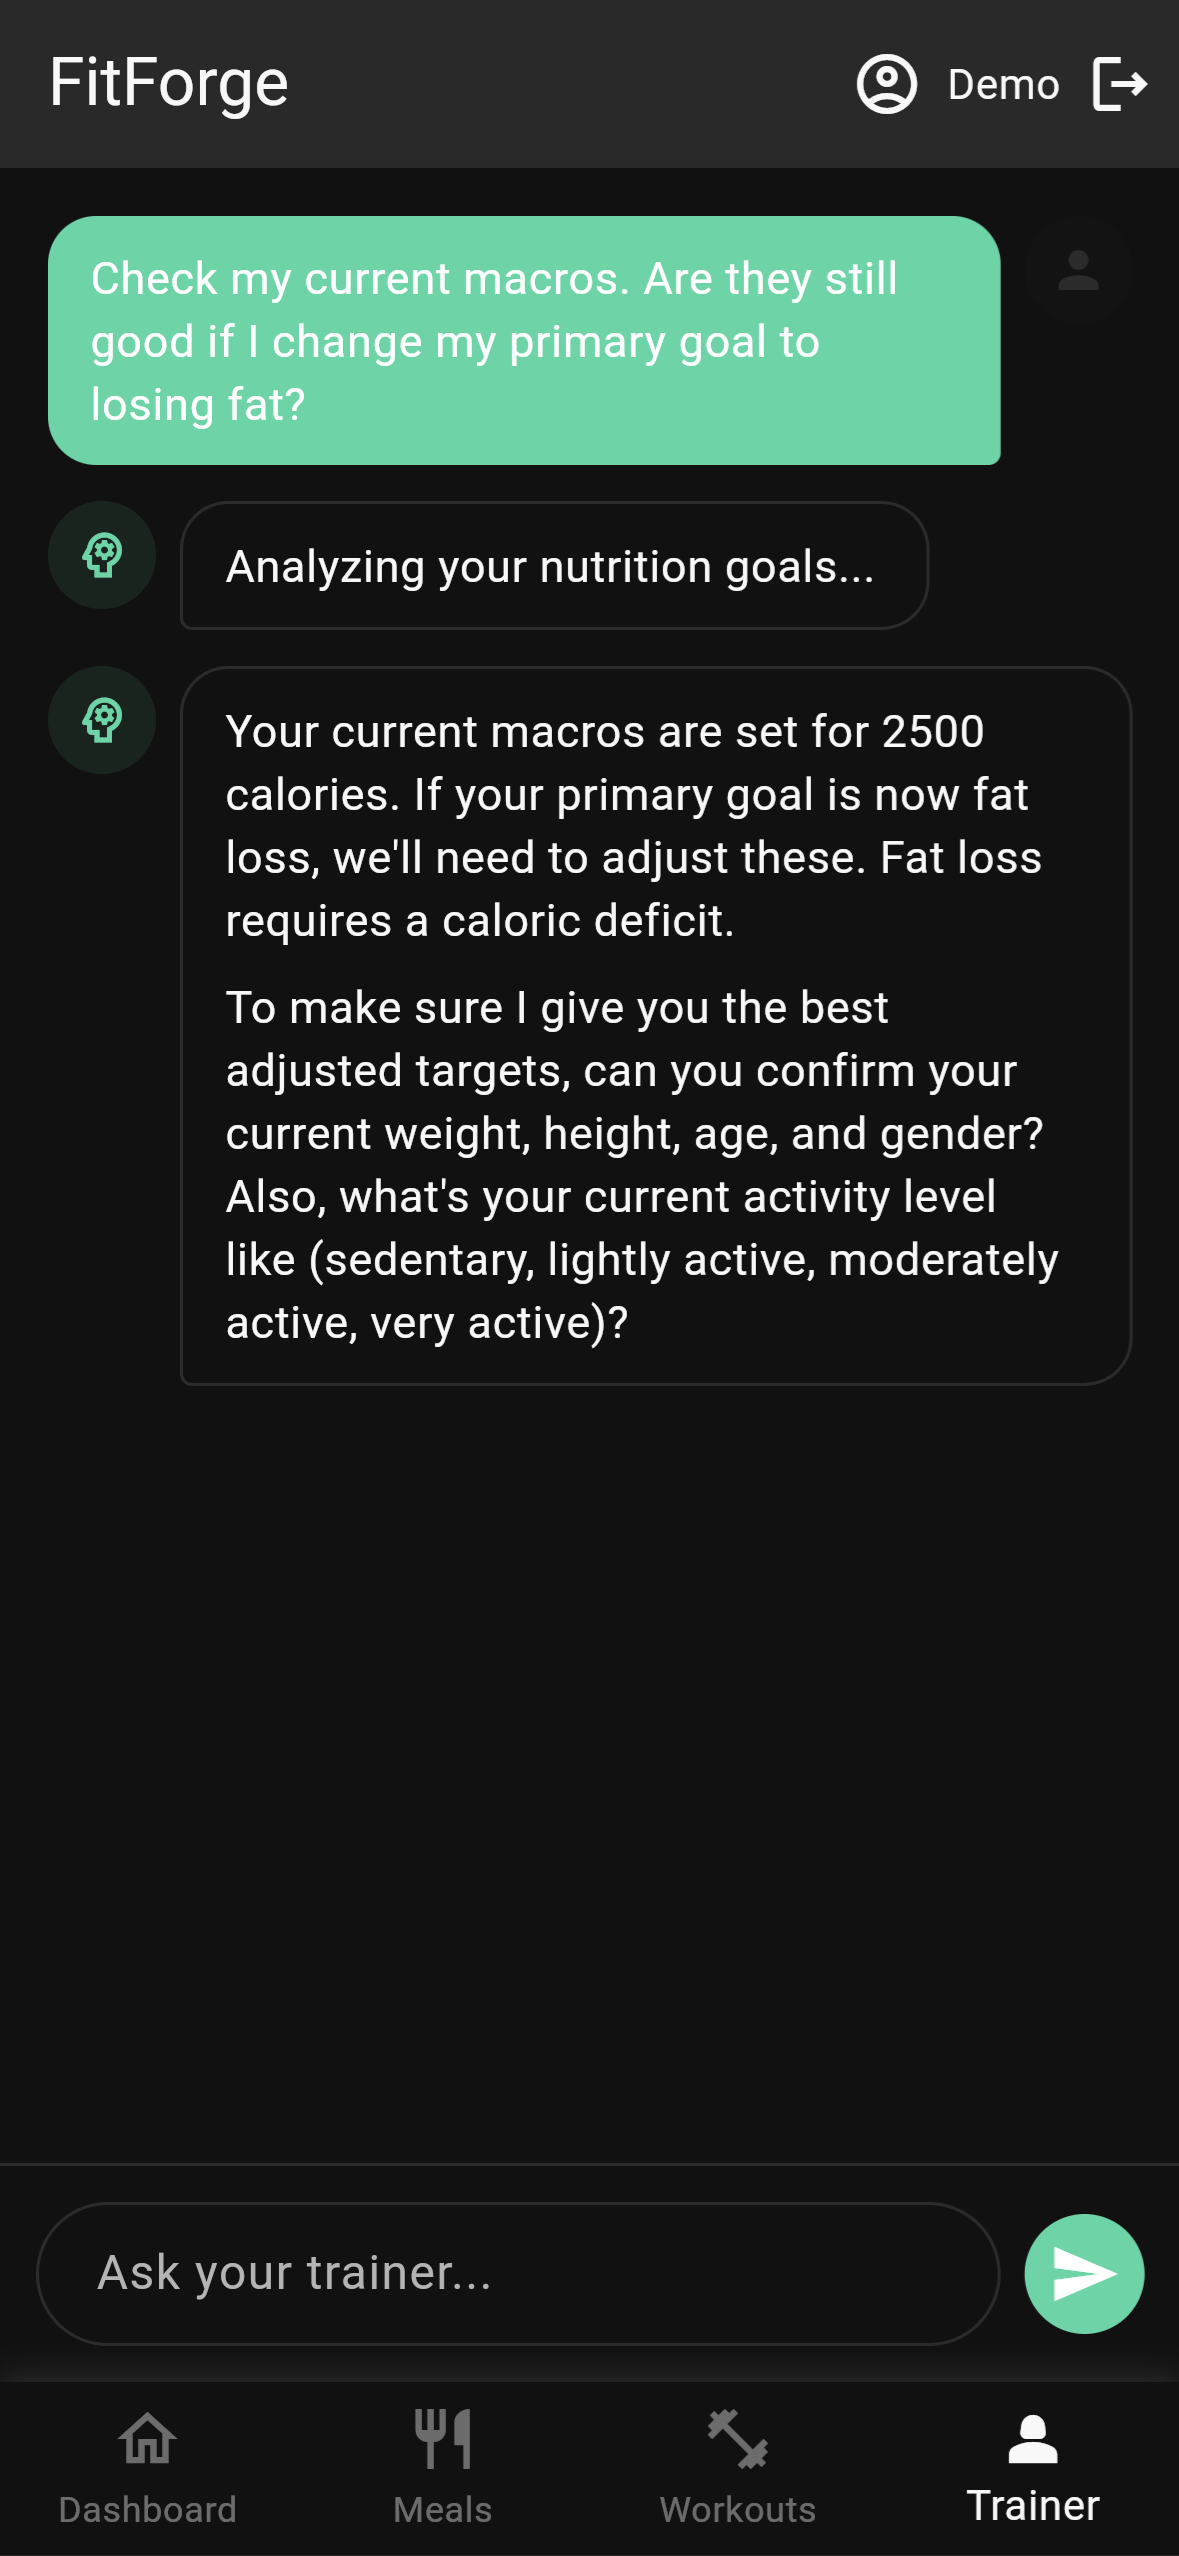 FitForge
Demo
Check my current macros. Are they still
good if I change my primary goal to
losing fat?
Analyzing your nutrition goals...
Your current macros are set for 2500
calories. If your primary goal is now fat
loss, we'll need to adjust these. Fat loss
requires a caloric deficit.
To make sure I give you the best
adjusted targets, can you confirm your
current weight, height, age, and gender?
Also, what's your current activity level
like (sedentary, lightly active, moderately
active, very active)?
Ask your trainer...
Dashboard
Meals
Workouts
Trainer